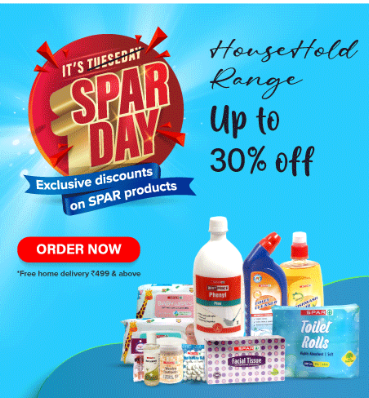 IT'S TUESEDAY
SPAR
DAY
Exclusive discounts
on SPAR products
HouseHold
Range
Up to
30% off
ORDER NOW
*Free home delivery ₹499 & above
Phenyl
SPAR
Toilet
Rolls
Facial Tissue